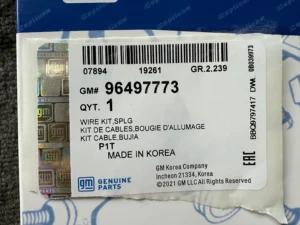 07894 19261 GR.2.239
GM# 96497773
QYT. 1
WIRE KIT,SPLG
KIT DE CABLES,BOUGIE D'ALLUMAGE
KIT CABLE,BUJIA
P1T
MADE IN KOREA
gm GENUINE
PARTS
GM Korea Company
Incheon 21334, Korea
©2021 GM LLC All Rights Reserved
EAC